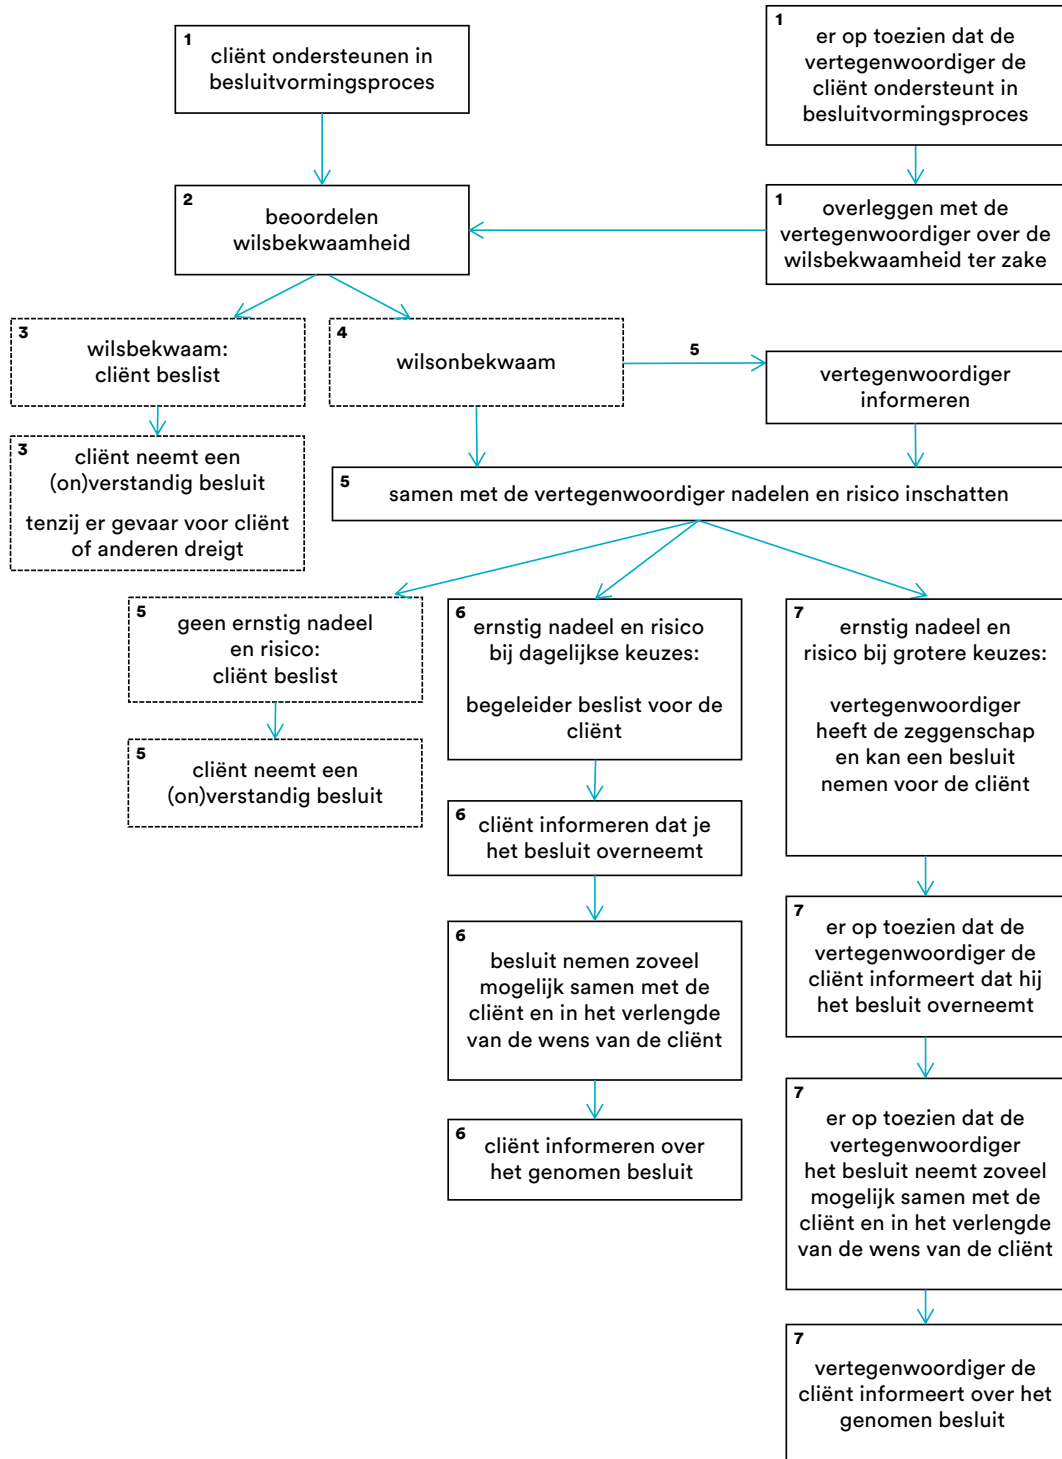 1
cliënt ondersteunen in
besluitvormingsproces
1
er op toezien dat de
vertegenwoordiger de
cliënt ondersteunt in
besluitvormingsproces
2
beoordelen
wilsbekwaamheid
1
overleggen met de
vertegenwoordiger over de
wilsbekwaamheid ter zake
3
wilsbekwaam:
cliënt beslist
4
wilsonbekwaam
5
vertegenwoordiger
informeren
3
cliënt neemt een
(on)verstandig besluit
tenzij er gevaar voor cliënt
of anderen dreigt
5
samen met de vertegenwoordiger nadelen en risico inschatten
5
geen ernstig nadeel
en risico:
cliënt beslist
5
cliënt neemt een
(on)verstandig besluit
6
ernstig nadeel en risico
bij dagelijkse keuzes:
begeleider beslist voor de
cliënt
6
cliënt informeren dat je
het besluit overneemt
6
besluit nemen zoveel
mogelijk samen met de
cliënt en in het verlengde
van de wens van de cliënt
6
cliënt informeren over
het genomen besluit
7
ernstig nadeel en
risico bij grotere keuzes:
vertegenwoordiger
heeft de zeggenschap
en kan een besluit
nemen voor de cliënt
7
er op toezien dat de
vertegenwoordiger de
cliënt informeert dat hij
het besluit overneemt
7
er op toezien dat de
vertegenwoordiger
het besluit neemt zoveel
mogelijk samen met de
cliënt en in het verlengde
van de wens van de cliënt
7
vertegenwoordiger de
cliënt informeert over het
genomen besluit